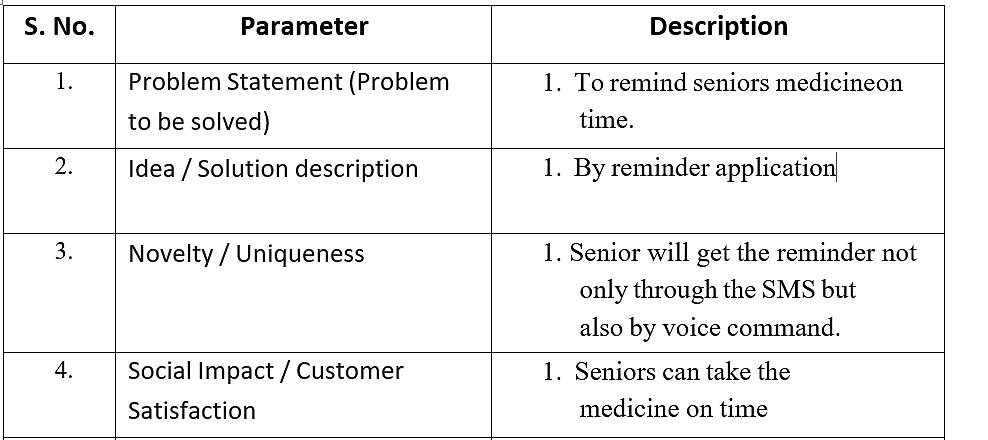 S. No. Parameter Description
1. Problem Statement (Problem 1. To remind seniors medicineon
to be solved) time.
2. Idea / Solution description 1. By reminder application
3. Novelty / Uniqueness 1. Senior will get the reminder not
only through the SMS but
also by voice command.
4. Social Impact / Customer 1. Seniors can take the
Satisfaction medicine on time